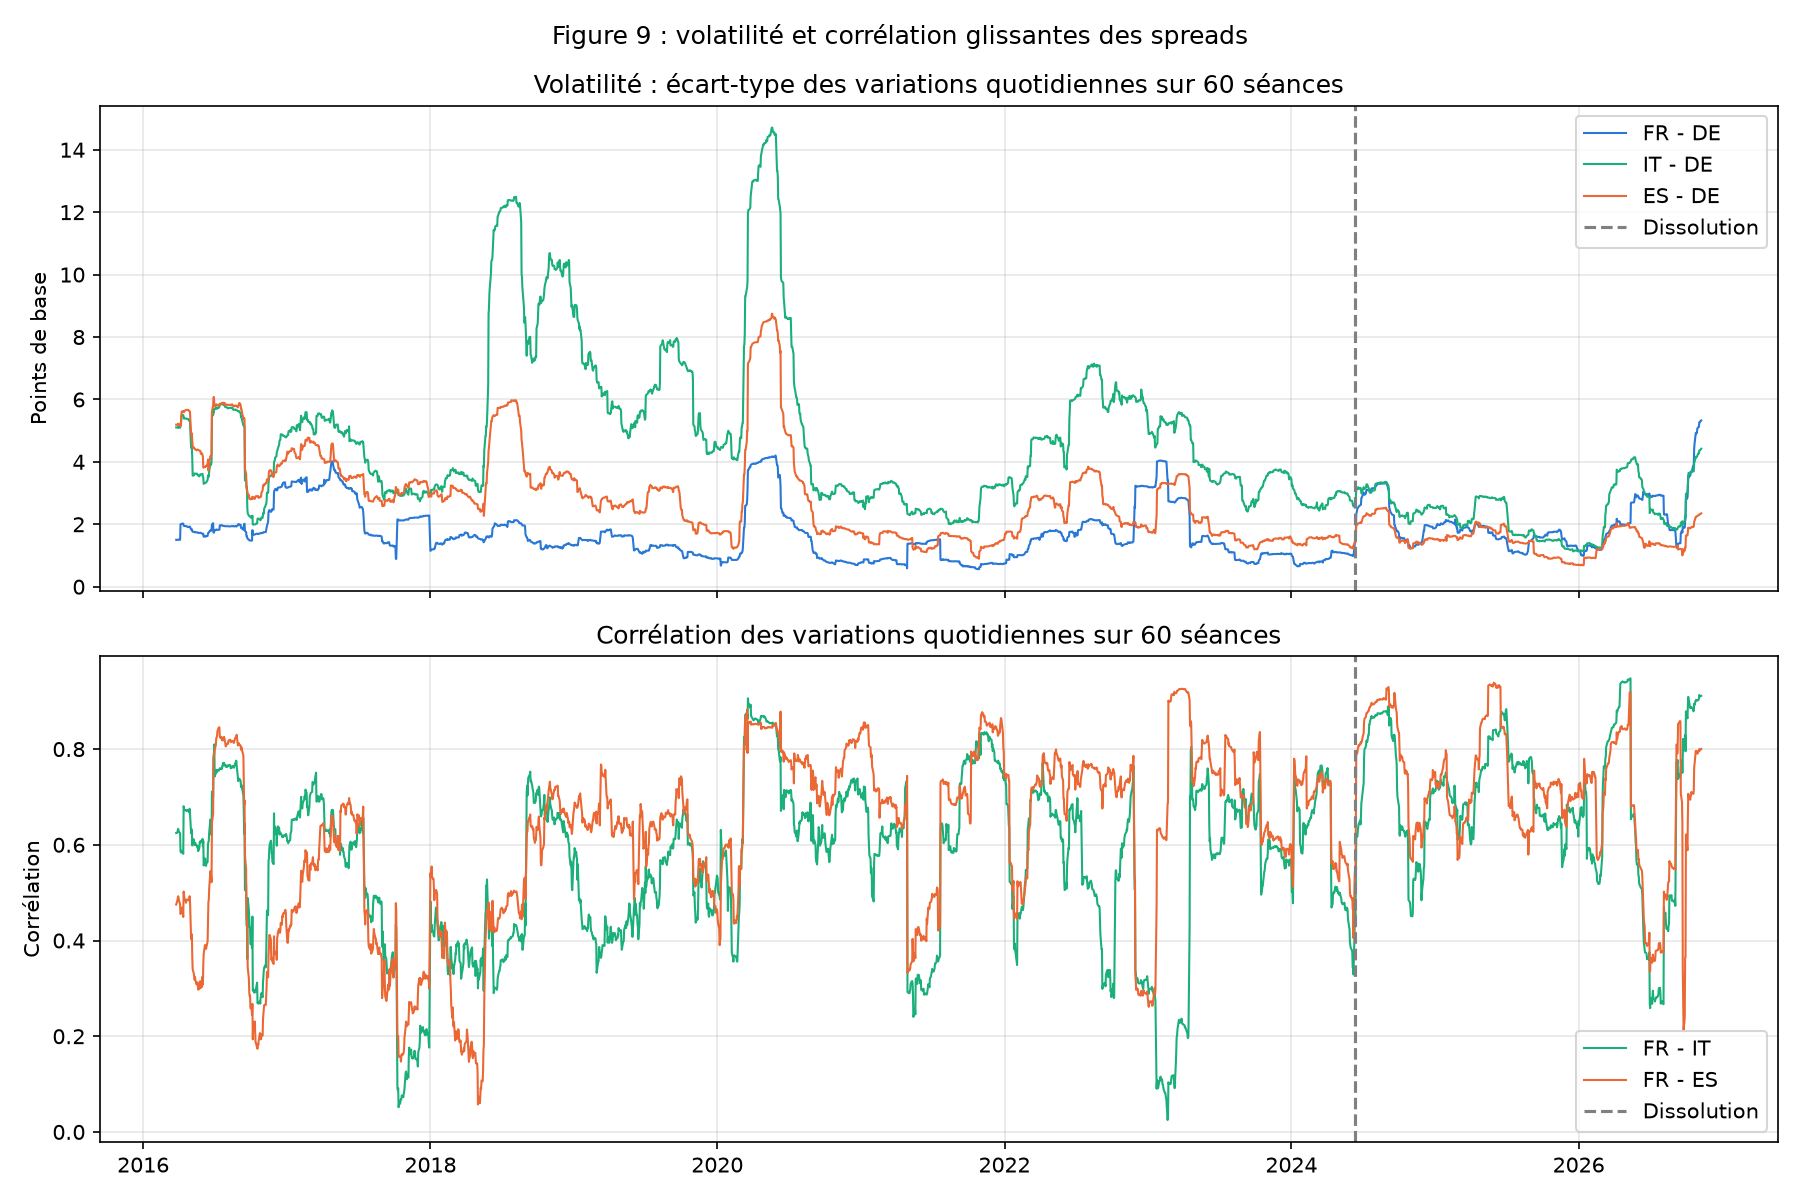 Figure 9 : volatilité et corrélation glissantes des spreads
Volatilité : écart-type des variations quotidiennes sur 60 séances
Points de base
14
12
10
8
6
4
2
0
FR - DE
IT - DE
ES - DE
Dissolution
Corrélation des variations quotidiennes sur 60 séances
Corrélation
0.8
0.6
0.4
0.2
0.0
FR - IT
FR - ES
Dissolution
2016
2018
2020
2022
2024
2026